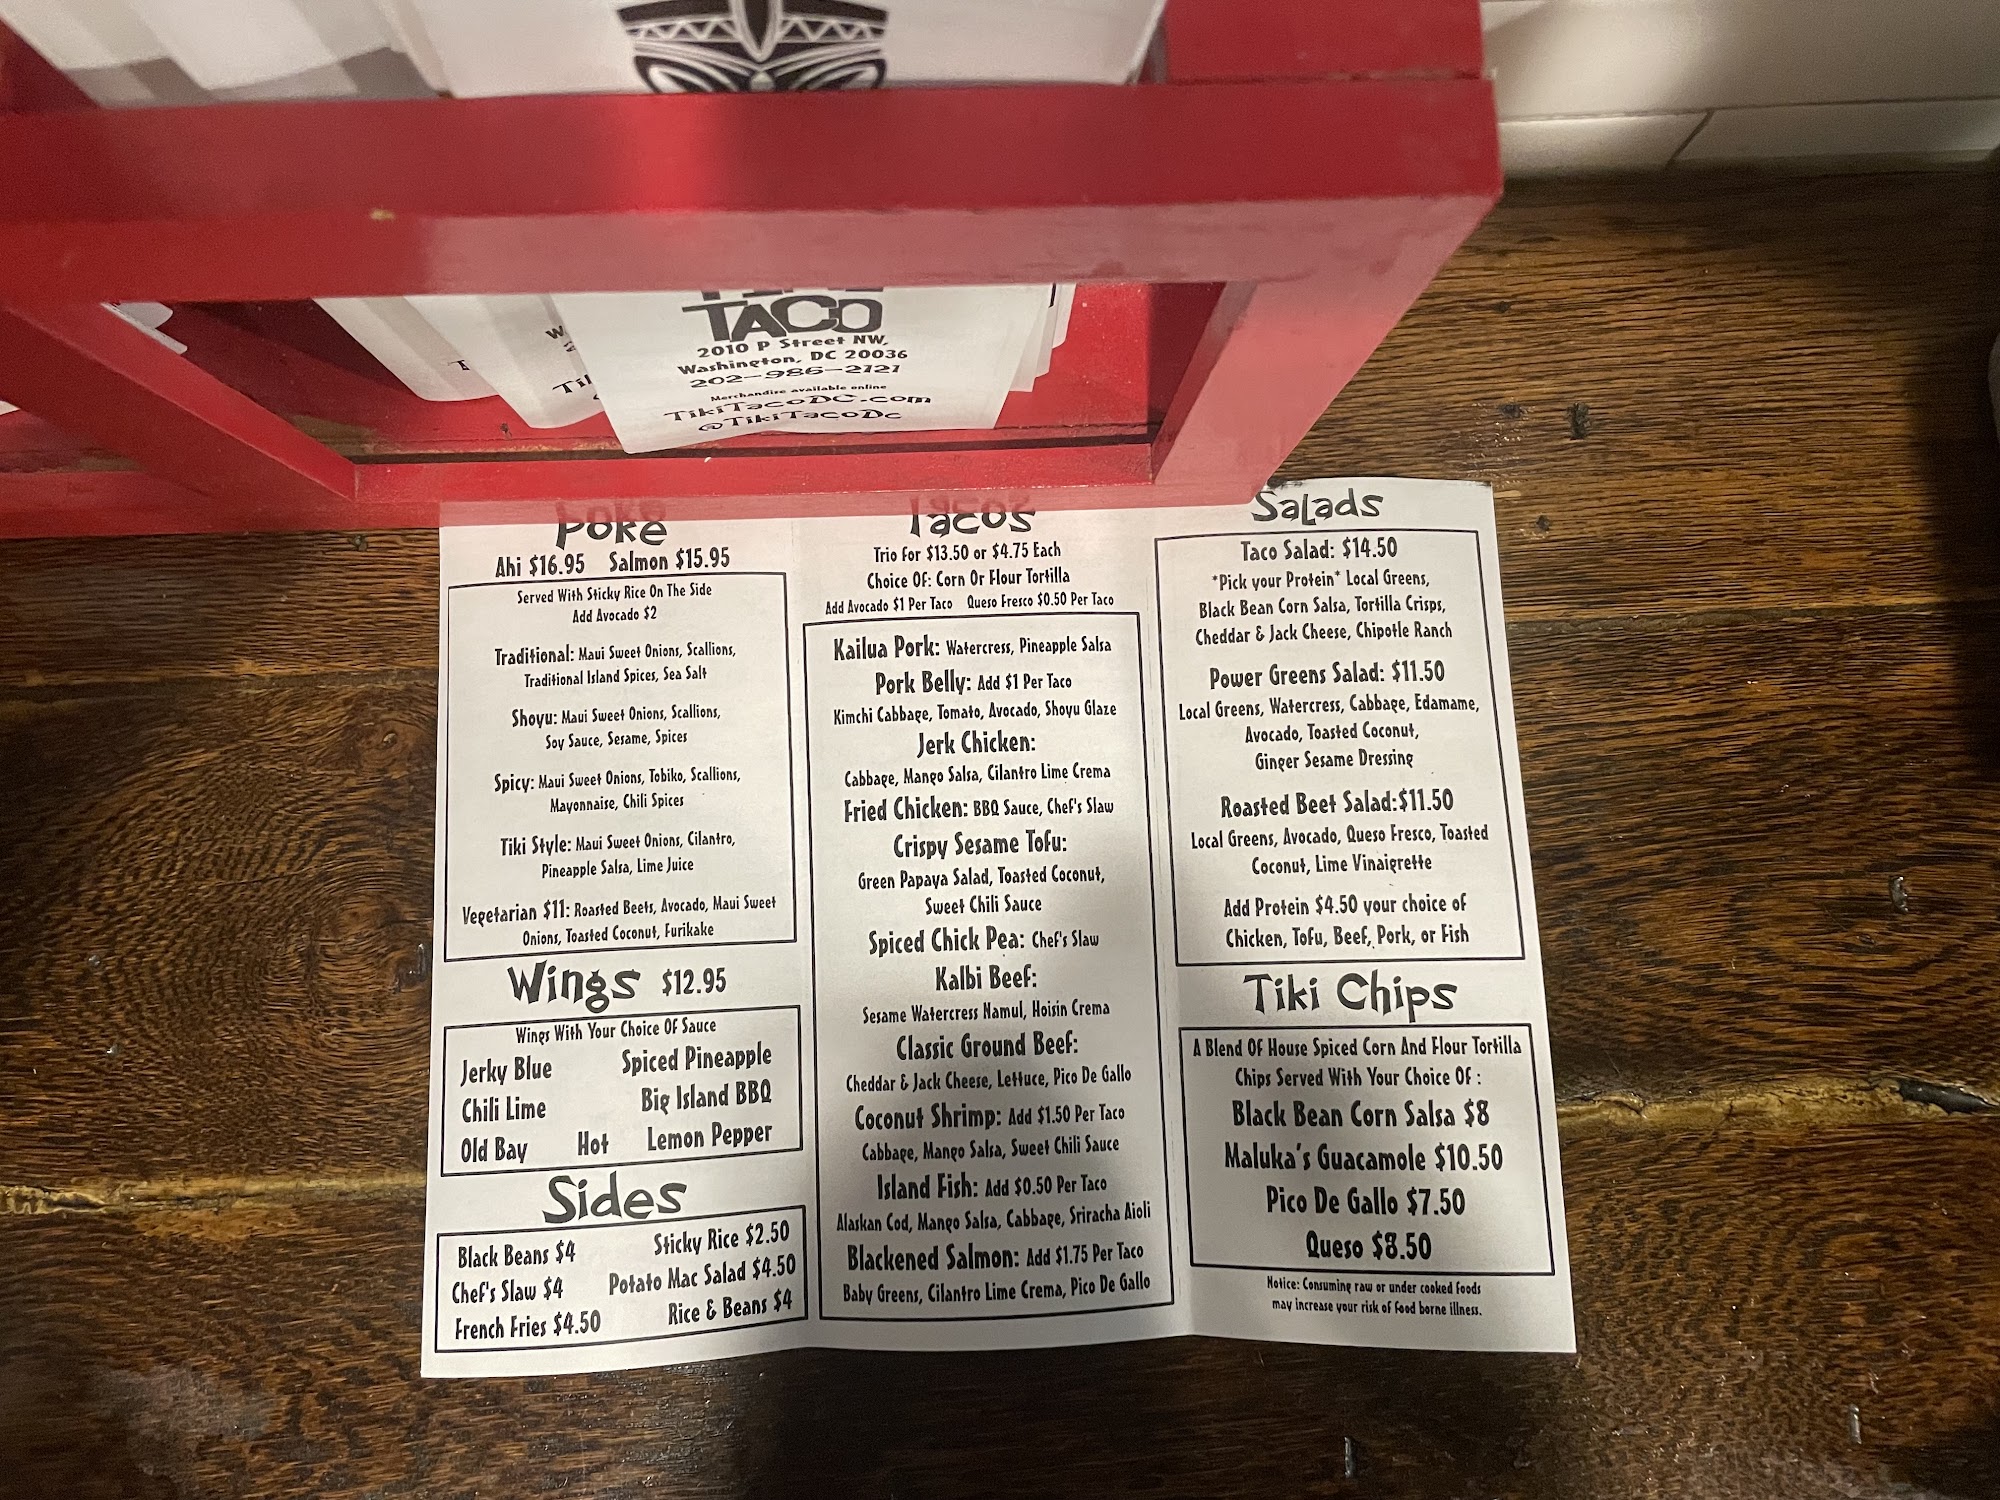 TACO
2010 P Street NW,
Washington, DC 20036
202-986-2121
Merchandise available online
TikiTacoDC.com
@TikiTacoDc
Poke
Ahi $16.95 Salmon $15.95
Served With Sticky Rice On The Side
Add Avocado $2
Traditional: Maui Sweet Onions, Scallions,
Traditional Island Spices, Sea Salt
Shoyu: Maui Sweet Onions, Scallions,
Soy Sauce, Sesame, Spices
Spicy: Maui Sweet Onions, Tobiko, Scallions,
Mayonnaise, Chili Spices
Tiki Style: Maui Sweet Onions, Cilantro,
Pineapple Salsa, Lime Juice
Vegetarian $11: Roasted Beets, Avocado, Maui Sweet
Onions, Toasted Coconut, Furikake
Wings $12.95
Wings With Your Choice Of Sauce
Jerky Blue Spiced Pineapple
Chili Lime Big Island BBQ
Old Bay Hot Lemon Pepper
Sides
Black Beans $4 Sticky Rice $2.50
Chef's Slaw $4 Potato Mac Salad $4.50
French Fries $4.50 Rice & Beans $4
Tacos
Trio for $13.50 or $4.75 Each
Choice Of: Corn Or Flour Tortilla
Add Avocado $1 Per Taco Queso Fresco $0.50 Per Taco
Kailua Pork: Watercress, Pineapple Salsa
Pork Belly: Add $1 Per Taco
Kimchi Cabbage, Tomato, Avocado, Shoyu Glaze
Jerk Chicken:
Cabbage, Mango Salsa, Cilantro Lime Crema
Fried Chicken: BBQ Sauce, Chef's Slaw
Crispy Sesame Tofu:
Green Papaya Salad, Toasted Coconut,
Sweet Chili Sauce
Spiced Chick Pea: Chef's Slaw
Kalbi Beef:
Sesame Watercress Namul, Hoisin Crema
Classic Ground Beef:
Cheddar & Jack Cheese, Lettuce, Pico De Gallo
Coconut Shrimp: Add $1.50 Per Taco
Cabbage, Mango Salsa, Sweet Chili Sauce
Island Fish: Add $0.50 Per Taco
Alaskan Cod, Mango Salsa, Cabbage, Sriracha Aioli
Blackened Salmon: Add $1.75 Per Taco
Baby Greens, Cilantro Lime Crema, Pico De Gallo
Salads
Taco Salad: $14.50
*Pick your Protein* Local Greens,
Black Bean Corn Salsa, Tortilla Crisps,
Cheddar & Jack Cheese, Chipotle Ranch
Power Greens Salad: $11.50
Local Greens, Watercress, Cabbage, Edamame,
Avocado, Toasted Coconut,
Ginger Sesame Dressing
Roasted Beet Salad:$11.50
Local Greens, Avocado, Queso Fresco, Toasted
Coconut, Lime Vinaigrette
Add Protein $4.50 your choice of
Chicken, Tofu, Beef, Pork, or Fish
Tiki Chips
A Blend Of House Spiced Corn And Flour Tortilla
Chips Served With Your Choice Of :
Black Bean Corn Salsa $8
Maluka's Guacamole $10.50
Pico De Gallo $7.50
Queso $8.50
Notice: Consuming raw or under cooked foods
may increase your risk of food borne illness.